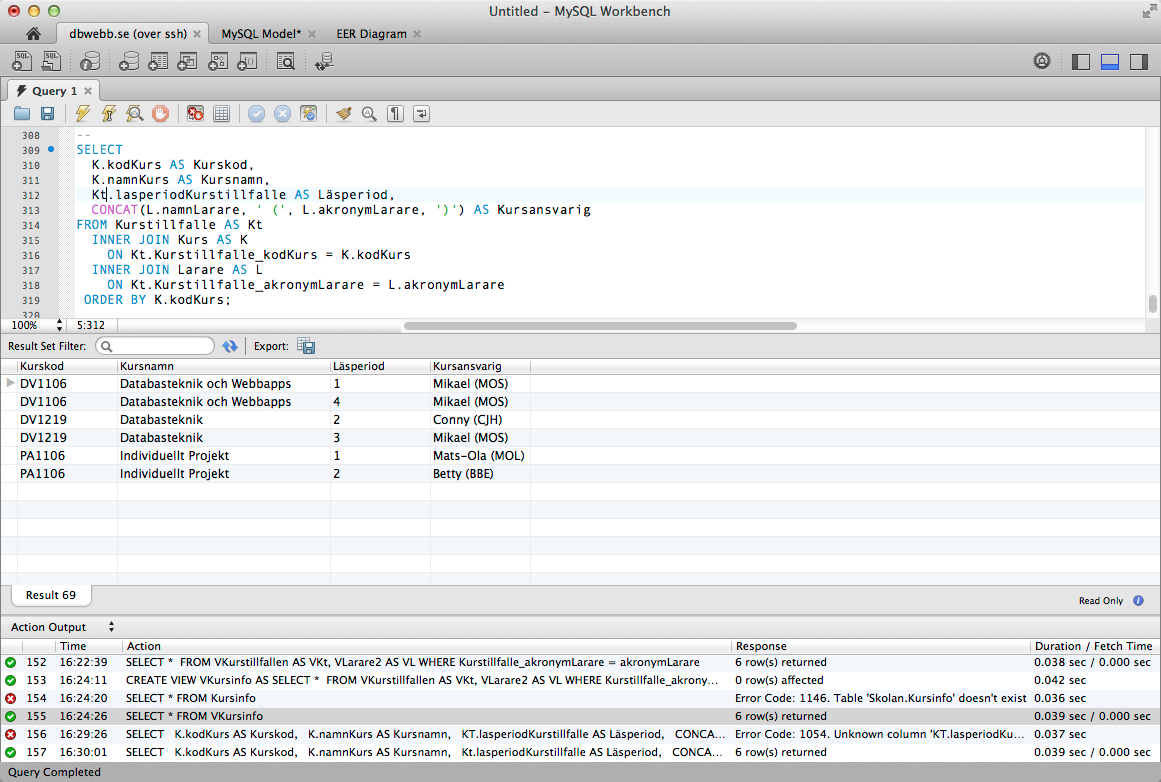 Untitled - MySQL Workbench
dbwebb.se (over ssh) MySQL Model* EER Diagram
Query 1
308 --
309 SELECT
310 K.kodKurs AS Kurskod,
311 K.namnKurs AS Kursnamn,
312 Kt.lasperiodKurstillfalle AS Läsperiod,
313 CONCAT(L.namnLarare, ' (', L.akronymLarare, ')') AS Kursansvarig
314 FROM Kurstillfalle AS Kt
315 INNER JOIN Kurs AS K
316 ON Kt.Kurstillfalle_kodKurs = K.kodKurs
317 INNER JOIN Larare AS L
318 ON Kt.Kurstillfalle_akronymLarare = L.akronymLarare
319 ORDER BY K.kodKurs;
320
100% 5:312
Result Set Filter: Export:
Kurskod Kursnamn Läsperiod Kursansvarig
DV1106 Databasteknik och Webbapps 1 Mikael (MOS)
DV1106 Databasteknik och Webbapps 4 Mikael (MOS)
DV1219 Databasteknik 2 Conny (CJH)
DV1219 Databasteknik 3 Mikael (MOS)
PA1106 Individuellt Projekt 1 Mats-Ola (MOL)
PA1106 Individuellt Projekt 2 Betty (BBE)
Result 69
Read Only
Action Output
Time Action Response Duration / Fetch Time
152 16:22:39 SELECT * FROM VKurstillfallen AS VKt, VLarare2 AS VL WHERE Kurstillfalle_akronymLarare = akronymLarare 6 row(s) returned 0.038 sec / 0.000 sec
153 16:24:11 CREATE VIEW VKursinfo AS SELECT * FROM VKurstillfallen AS VKt, VLarare2 AS VL WHERE Kurstillfalle_akrony... 0 row(s) affected 0.042 sec
154 16:24:20 SELECT * FROM Kursinfo Error Code: 1146. Table 'Skolan.Kursinfo' doesn't exist 0.036 sec
155 16:24:26 SELECT * FROM VKursinfo 6 row(s) returned 0.039 sec / 0.000 sec
156 16:29:26 SELECT K.kodKurs AS Kurskod, K.namnKurs AS Kursnamn, KT.lasperiodKurstillfalle AS Läsperiod, CONCA... Error Code: 1054. Unknown column 'KT.lasperiodKu... 0.037 sec
157 16:30:01 SELECT K.kodKurs AS Kurskod, K.namnKurs AS Kursnamn, Kt.lasperiodKurstillfalle AS Läsperiod, CONCA... 6 row(s) returned 0.039 sec / 0.000 sec
Query Completed